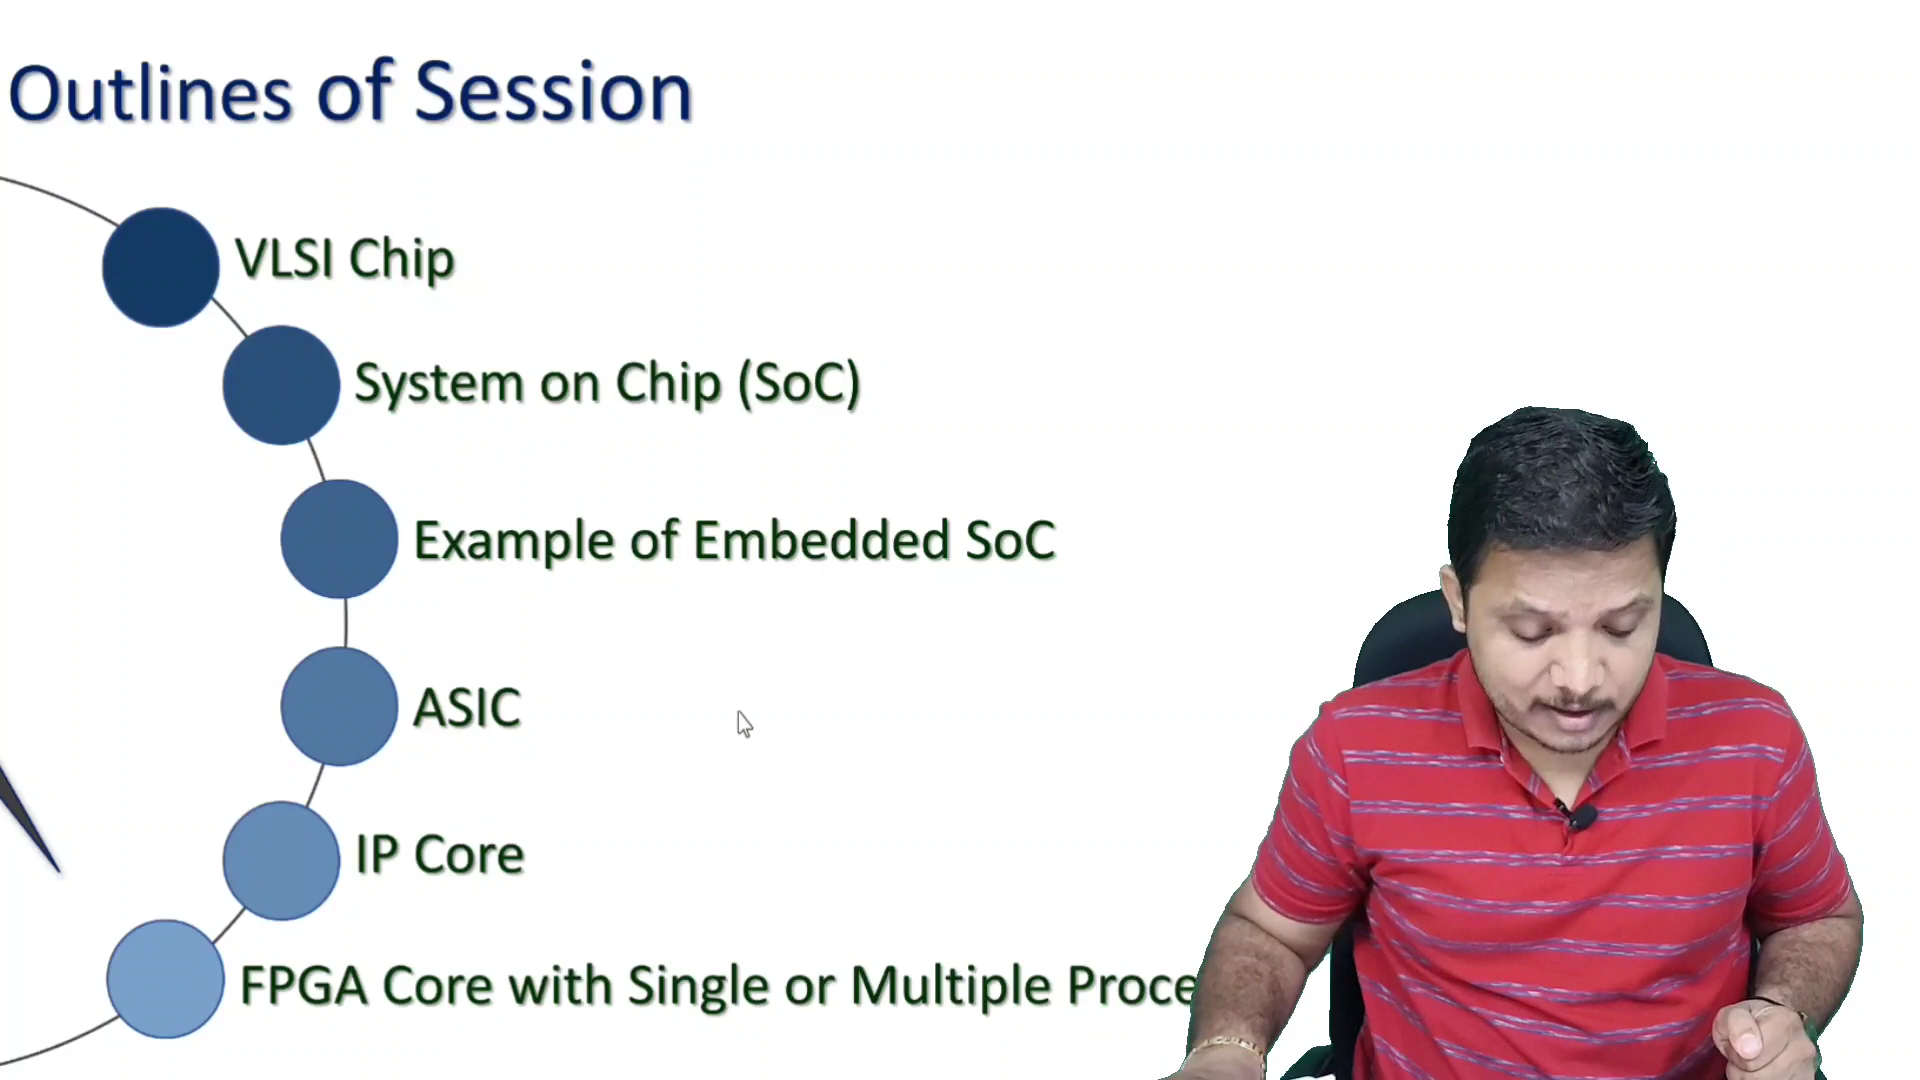 Outlines of Session
VLSI Chip
System on Chip (SoC)
Example of Embedded SoC
ASIC
IP Core
FPGA Core with Single or Multiple